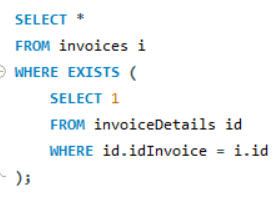 SELECT *
FROM invoices i
WHERE EXISTS (
SELECT 1
FROM invoiceDetails id
WHERE id.idInvoice = i.id
);